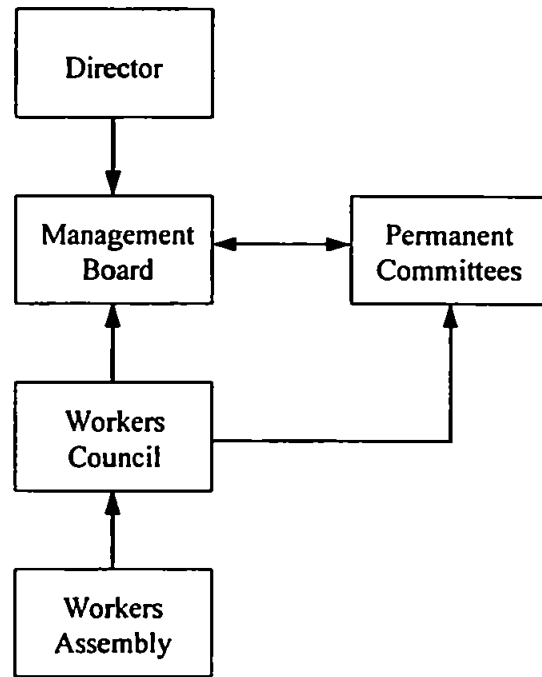 Director
Management
Board
Permanent
Committees
Workers
Council
Workers
Assembly